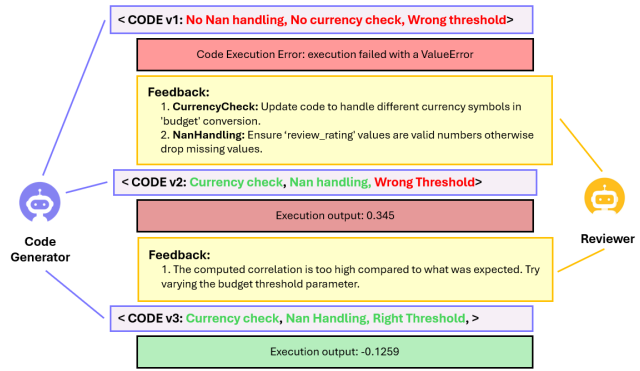 < CODE v1: No Nan handling, No currency check, Wrong threshold>
Code Execution Error: execution failed with a ValueError
Feedback:
1. CurrencyCheck: Update code to handle different currency symbols in
'budget' conversion.
2. NanHandling: Ensure ‘review_rating’ values are valid numbers otherwise
drop missing values.
< CODE v2: Currency check, Nan handling, Wrong Threshold>
Execution output: 0.345
Code
Generator
Reviewer
Feedback:
1. The computed correlation is too high compared to what was expected. Try
varying the budget threshold parameter.
< CODE v3: Currency check, Nan Handling, Right Threshold, >
Execution output: -0.1259